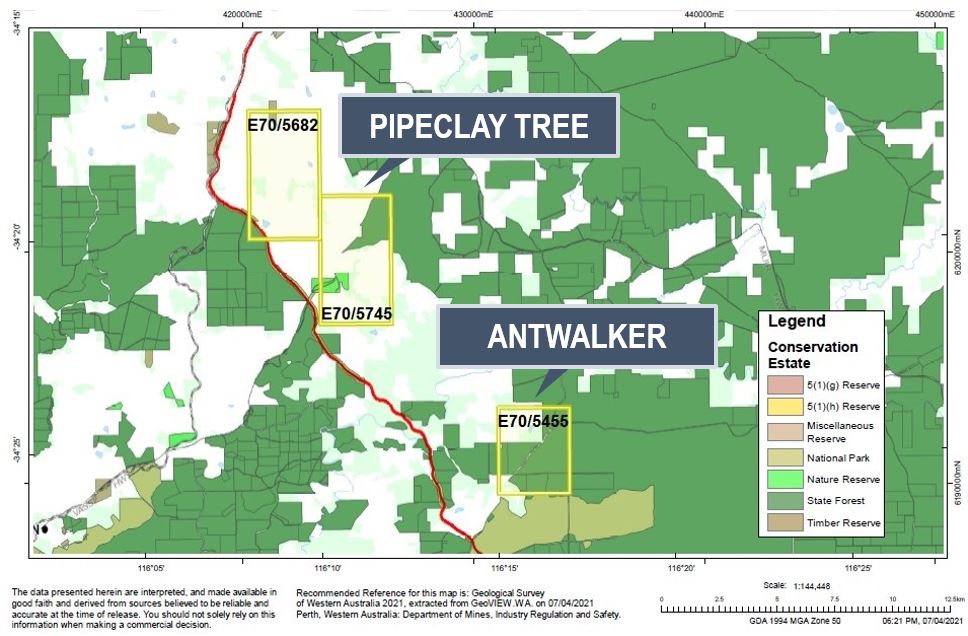 420000mE
430000mE
440000mE
450000mE
-34°15'
E70/5682
PIPECLAY TREE
-34°20'
6200000mN
E70/5745
ANTWALKER
Legend
Conservation
Estate
5(1)(g) Reserve
5(1)(h) Reserve
Miscellaneous
Reserve
National Park
Nature Reserve
State Forest
Timber Reserve
E70/5455
-34°25'
6190000mN
116°05'
116°10'
116°15'
116°20'
116°25'
The data presented herein are interpreted, and made available in
good faith and derived from sources believed to be reliable and
accurate at the time of release. You should not solely rely on this
information when making a commercial decision.
Recommended Reference for this map is: Geological Survey
of Western Australia 2021, extracted from GeoVIEW.WA. on 07/04/2021
Perth, Western Australia: Department of Mines, Industry Regulation and Safety.
Scale: 1:144,448
0 2.5 5 7.5 10 12.5km
GDA 1994 MGA Zone 50 06:21 PM, 07/04/2021